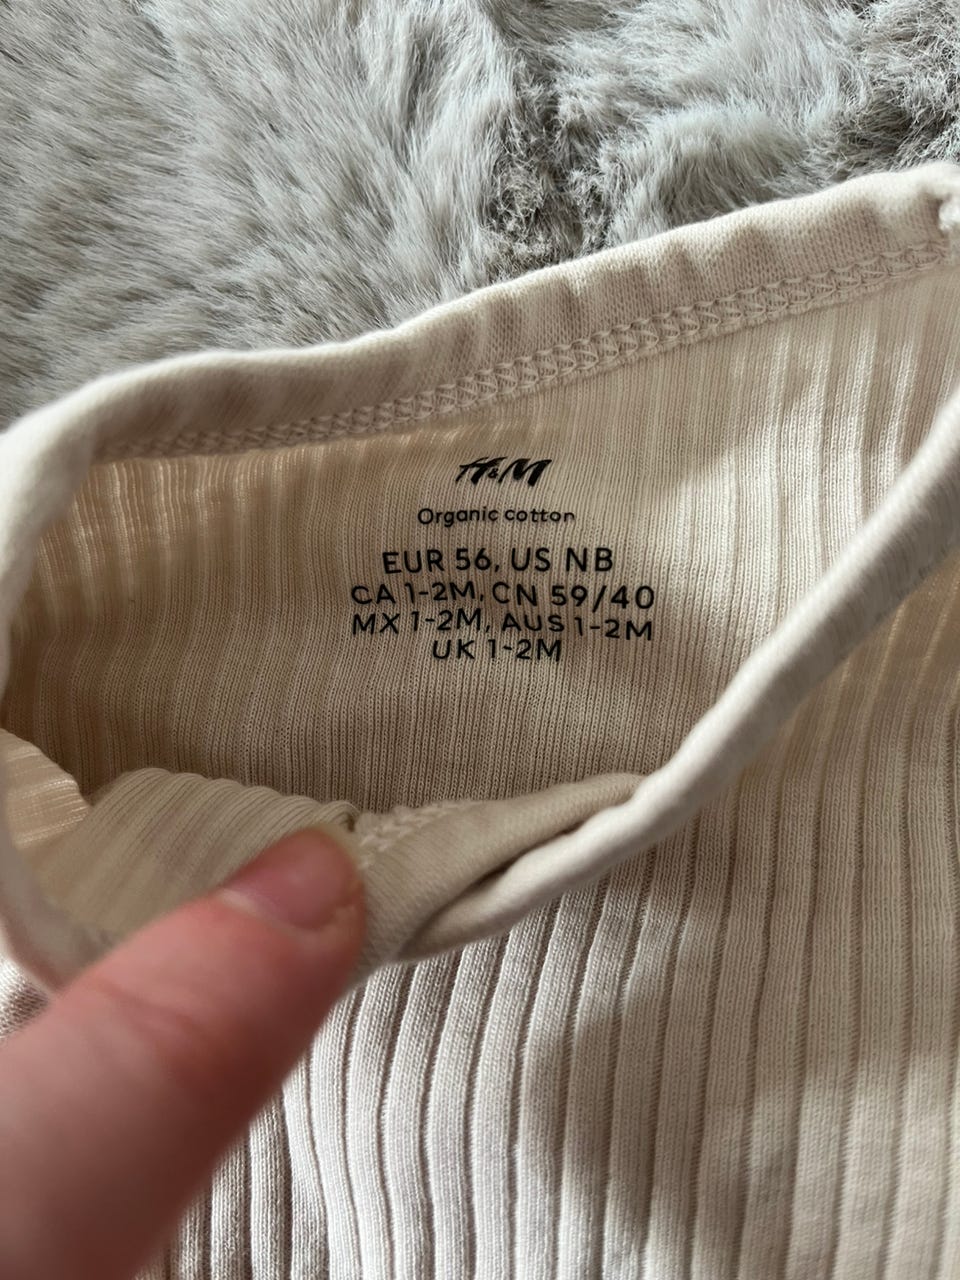 H&M
Organic cotton
EUR 56, US NB
CA 1-2M, CN 59/40
MX 1-2M, AUS 1-2M
UK 1-2M